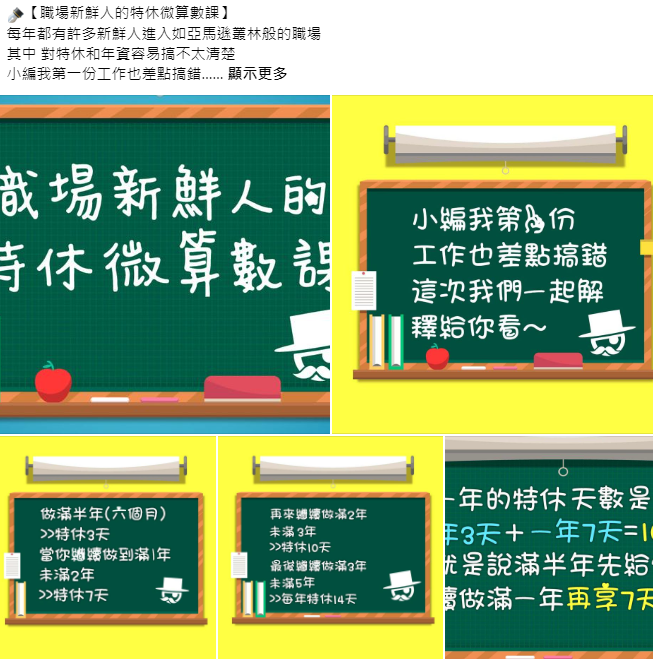 【職場新鮮人的特休微算數課】
每年都有許多新鮮人進入如亞馬遜叢林般的職場
其中 對特休和年資容易搞不太清楚
小編我第一份工作也差點搞錯...... 顯示更多
職場新鮮人的
特休微算數課
小編我第 份
工作也差點搞錯
這次我們一起解
釋給你看～
做滿半年(六個月)
>>特休3天
當你繼續做到滿1年
未滿2年
>>特休7天
再來繼續做滿2年
未滿3年
>>特休10天
最後繼續做滿3年
未滿5年
>>每年特休14天
一年的特休天數是
年3天＋一年7天=1
就是說滿半年先給
續做滿一年再享7天